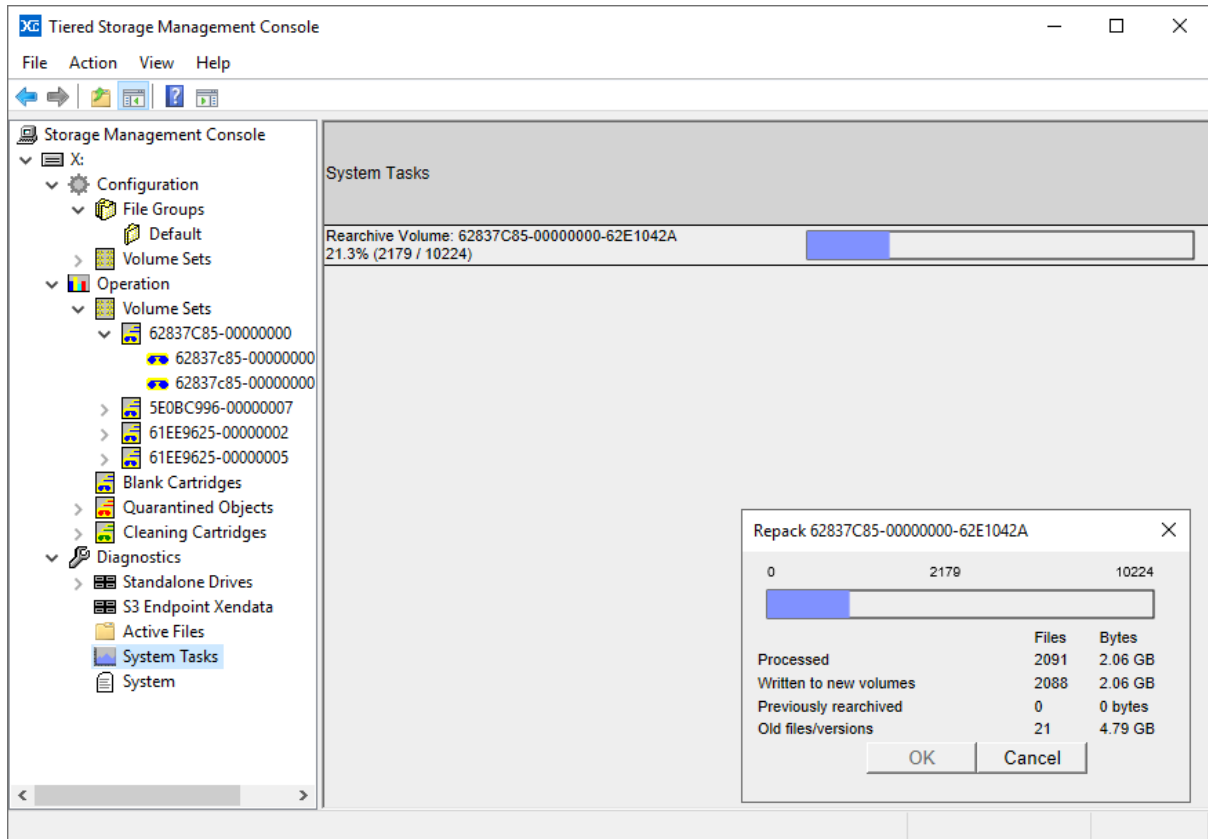 XE Tiered Storage Management Console
File Action View Help
Storage Management Console
X:
Configuration
File Groups
Default
Volume Sets
Operation
Volume Sets
62837C85-00000000
62837c85-00000000
62837c85-00000000
5E0BC996-00000007
61EE9625-00000002
61EE9625-00000005
Blank Cartridges
Quarantined Objects
Cleaning Cartridges
Diagnostics
Standalone Drives
S3 Endpoint Xendata
Active Files
System Tasks
System
System Tasks
Rearchive Volume: 62837C85-00000000-62E1042A
21.3% (2179 / 10224)
Repack 62837C85-00000000-62E1042A
0 2179 10224
Files Bytes
Processed 2091 2.06 GB
Written to new volumes 2088 2.06 GB
Previously rearchived 0 0 bytes
Old files/versions 21 4.79 GB
OK Cancel